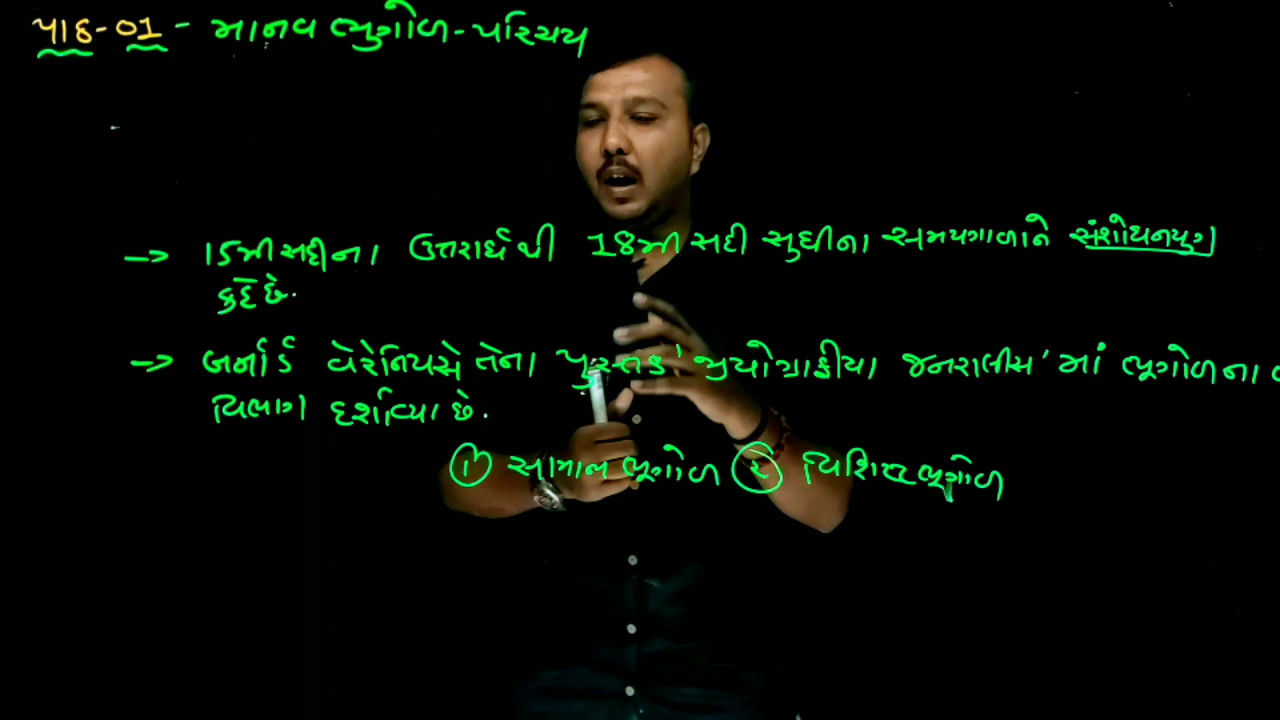 પાઠ-૦1 - માનવ ભુગોળ-પરિચય
→ 15મી સદીના ઉત્તરાર્ધથી 18મી સદી સુધીના સમયગાળાને સંશોધનયુગ
કહે છે.
→ બર્નાર્ડ વેરેનિયસે તેના પુસ્તક 'જીયોગ્રાફીયા જનરાલીસ' માં ભૂગોળના
વિભાગ દર્શાવ્યા છે.
① સામાન્ય ભૂગોળ ② વિશિષ્ટ ભૂગોળ